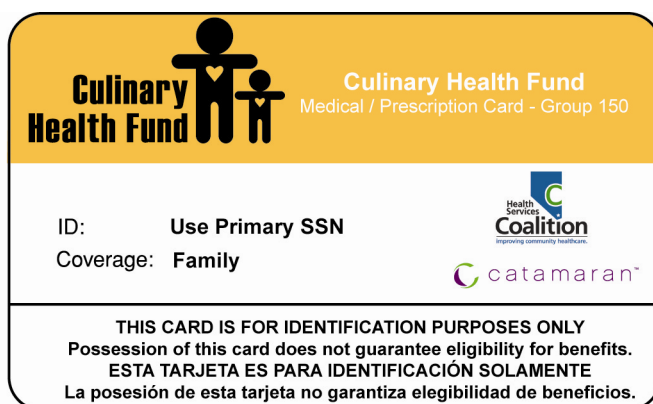 Culinary
Health Fund
Culinary Health Fund
Medical / Prescription Card - Group 150
Health
Services
C
Coalition
improving community healthcare.
ID: Use Primary SSN
Coverage: Family
catamaran™
THIS CARD IS FOR IDENTIFICATION PURPOSES ONLY
Possession of this card does not guarantee eligibility for benefits.
ESTA TARJETA ES PARA IDENTIFICACIÓN SOLAMENTE
La posesión de esta tarjeta no garantiza elegibilidad de beneficios.